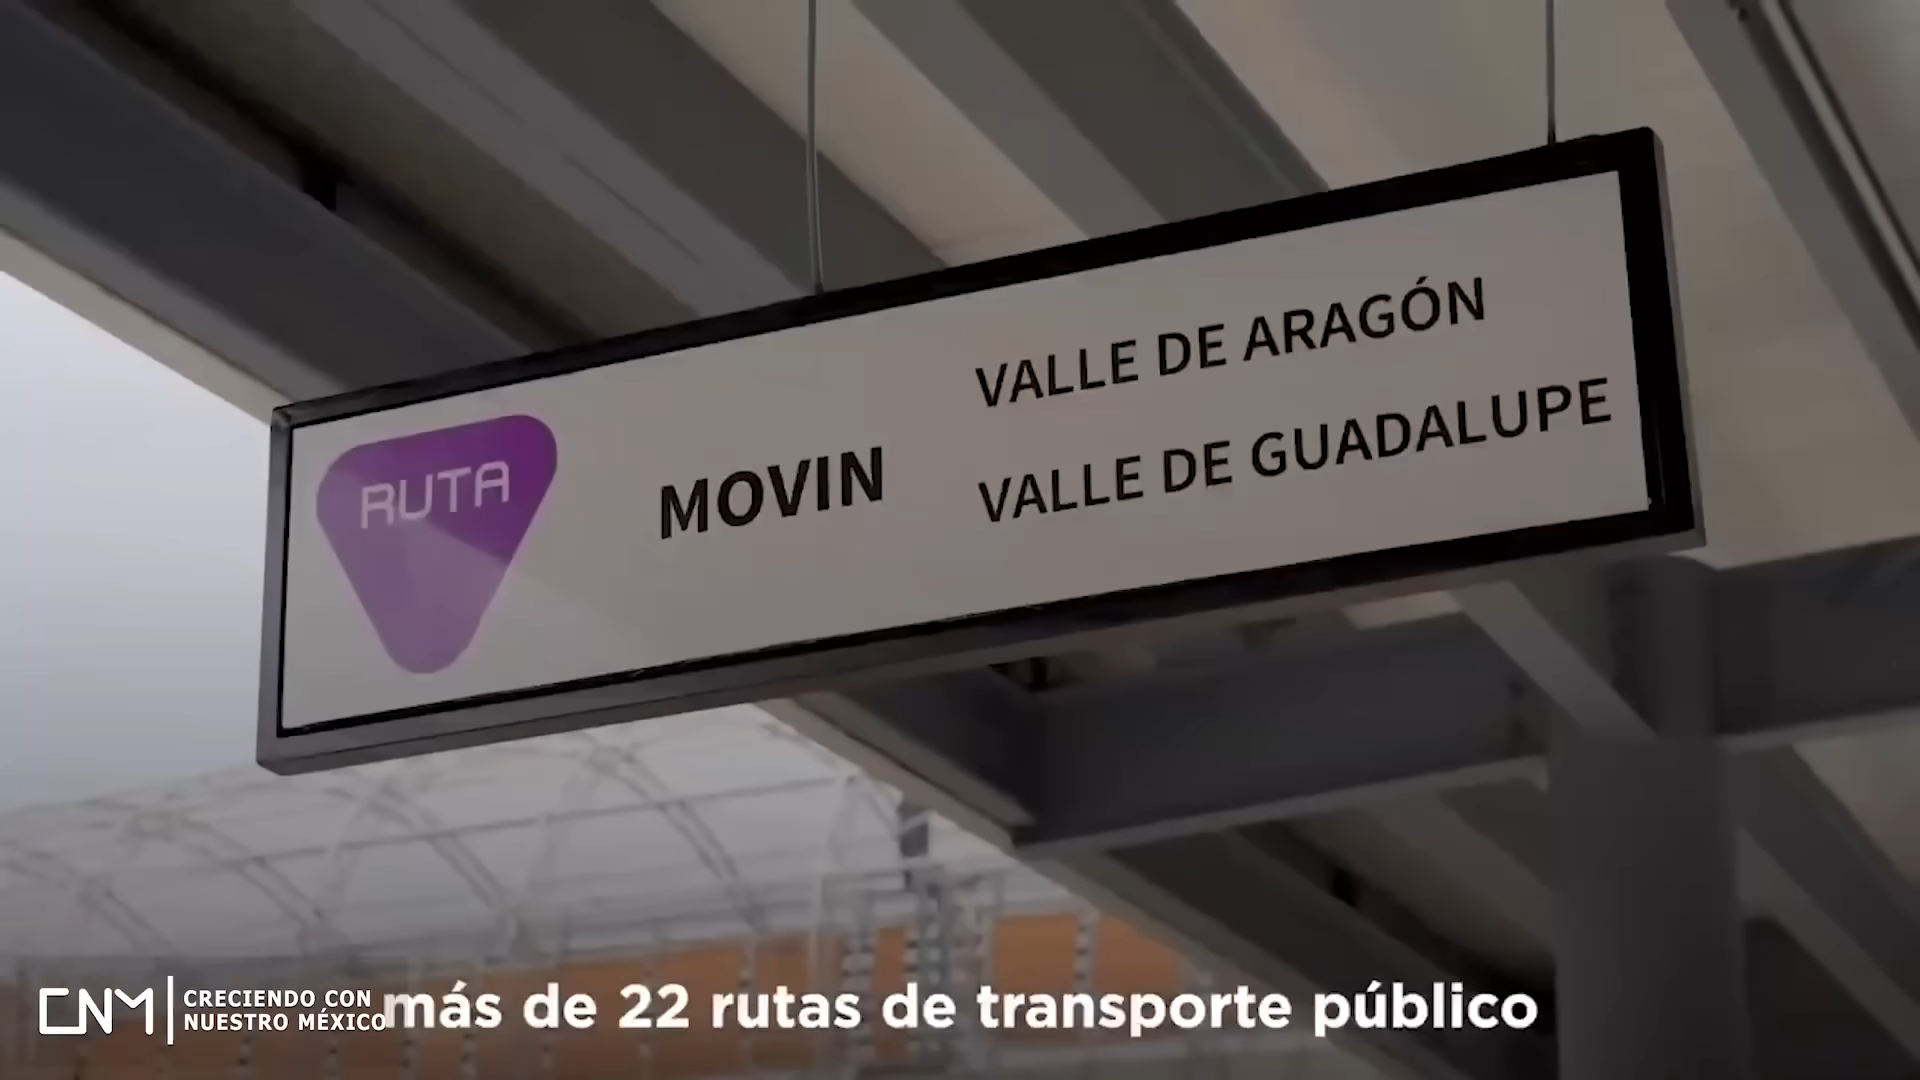 RUTA
MOVIN
VALLE DE ARAGÓN
VALLE DE GUADALUPE
CNM
CRECIENDO CON
NUESTRO MÉXICO
más de 22 rutas de transporte público